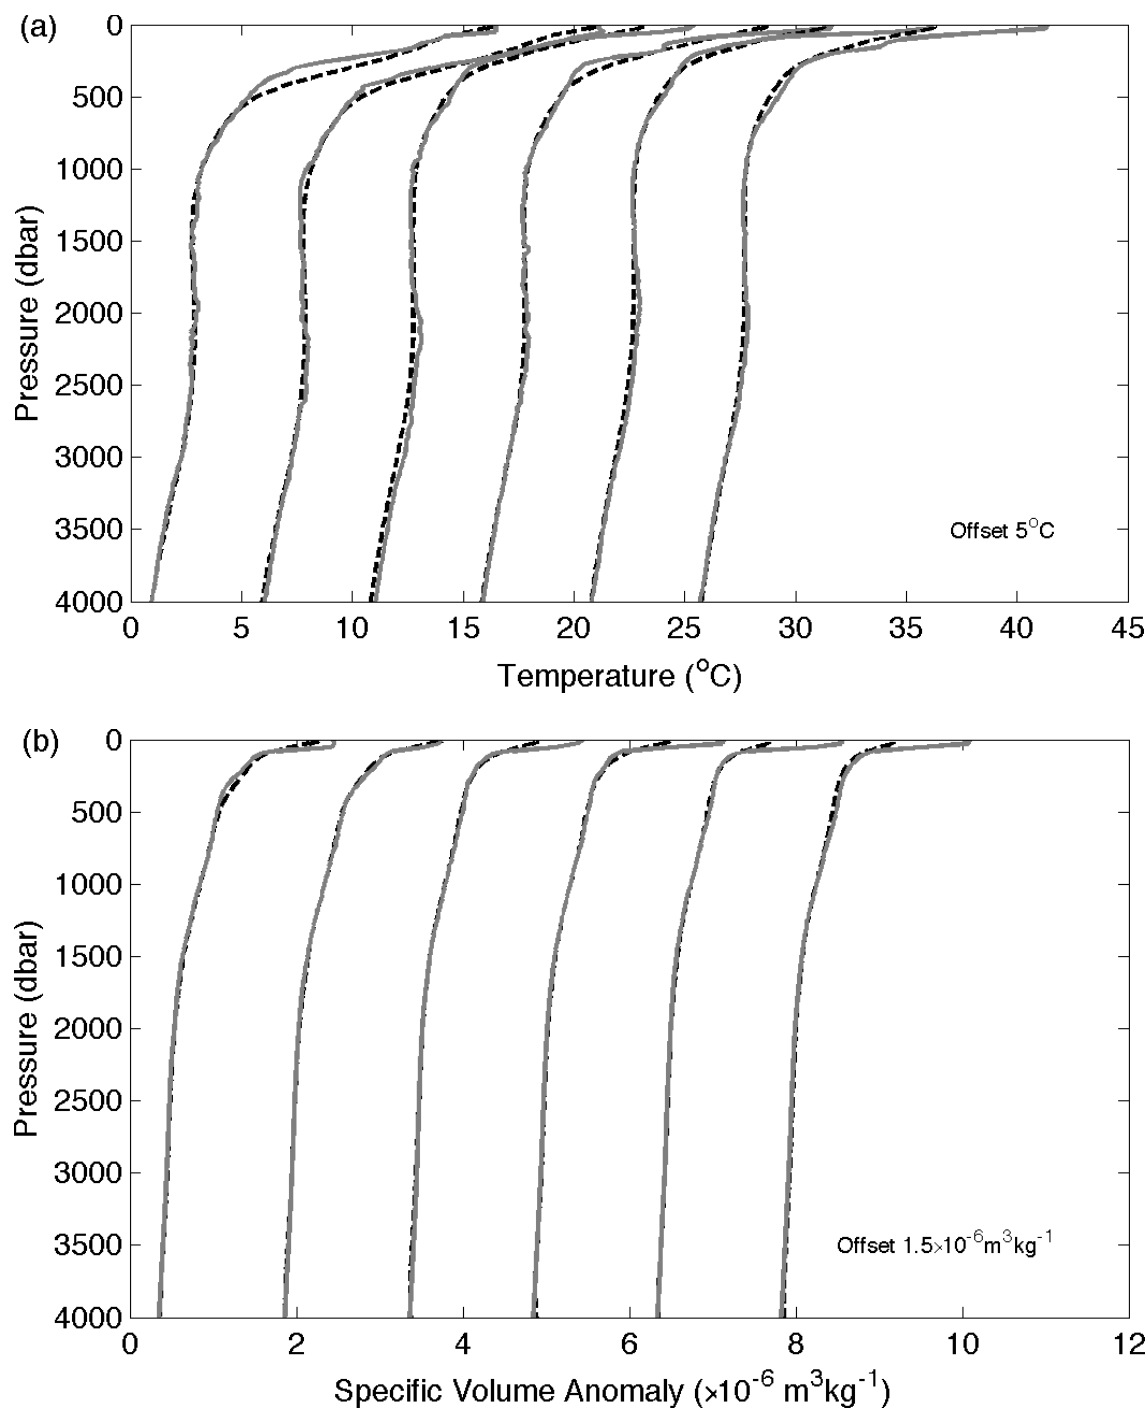 (a)
0
500
1000
1500
2000
2500
3000
3500
4000
Pressure (dbar)
Offset 5°C
0 5 10 15 20 25 30 35 40 45
Temperature (°C)
(b)
0
500
1000
1500
2000
2500
3000
3500
4000
Pressure (dbar)
Offset 1.5×10⁻⁶m³kg⁻¹
0 2 4 6 8 10 12
Specific Volume Anomaly (×10⁻⁶ m³kg⁻¹)